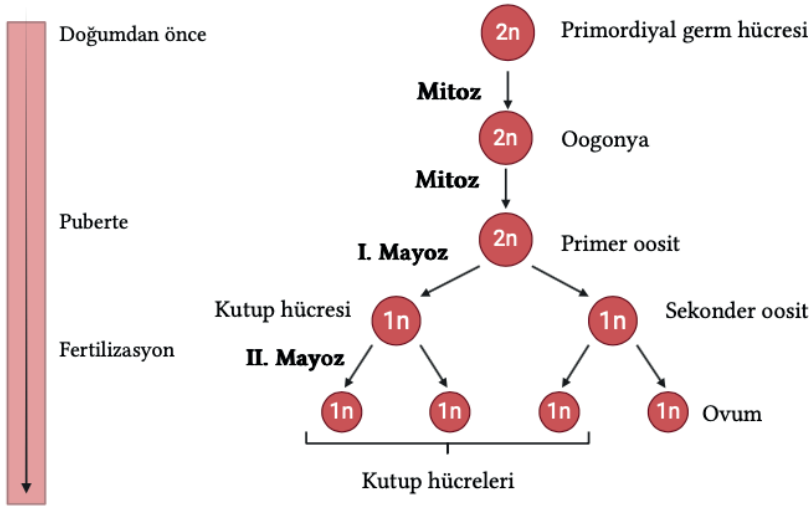 Doğumdan önce
2n
Primordiyal germ hücresi
Mitoz
2n
Oogonya
Mitoz
Puberte
2n
Primer oosit
I. Mayoz
Kutup hücresi
1n
1n
Sekonder oosit
Fertilizasyon
II. Mayoz
1n
1n
1n
1n
Ovum
Kutup hücreleri